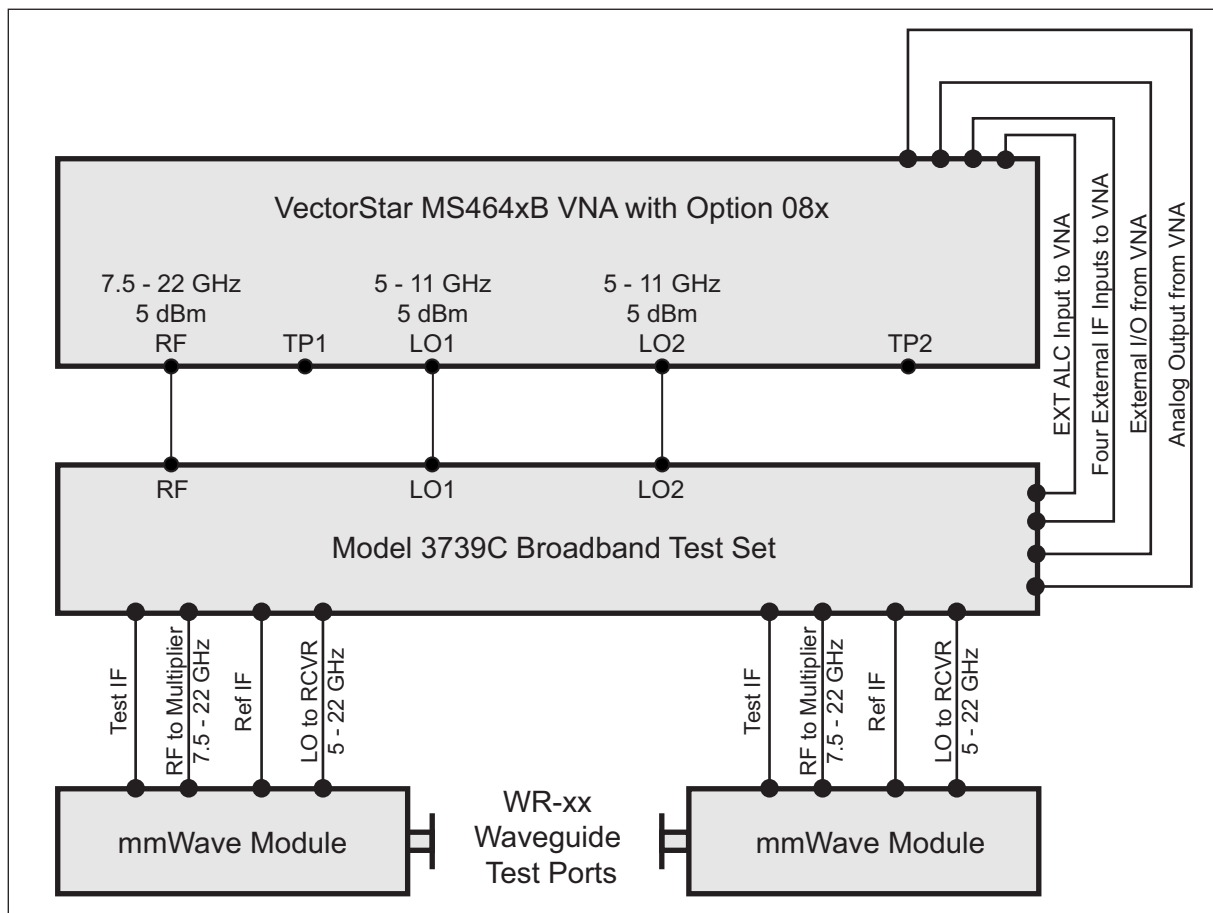 VectorStar MS464xB VNA with Option 08x
7.5 - 22 GHz
5 dBm
RF
TP1
5 - 11 GHz
5 dBm
LO1
5 - 11 GHz
5 dBm
LO2
TP2
EXT ALC Input to VNA
Four External IF Inputs to VNA
External I/O from VNA
Analog Output from VNA
RF
LO1
LO2
Model 3739C Broadband Test Set
Test IF
RF to Multiplier
7.5 - 22 GHz
Ref IF
LO to RCVR
5 - 22 GHz
Test IF
RF to Multiplier
7.5 - 22 GHz
Ref IF
LO to RCVR
5 - 22 GHz
mmWave Module
WR-xx
Waveguide
Test Ports
mmWave Module